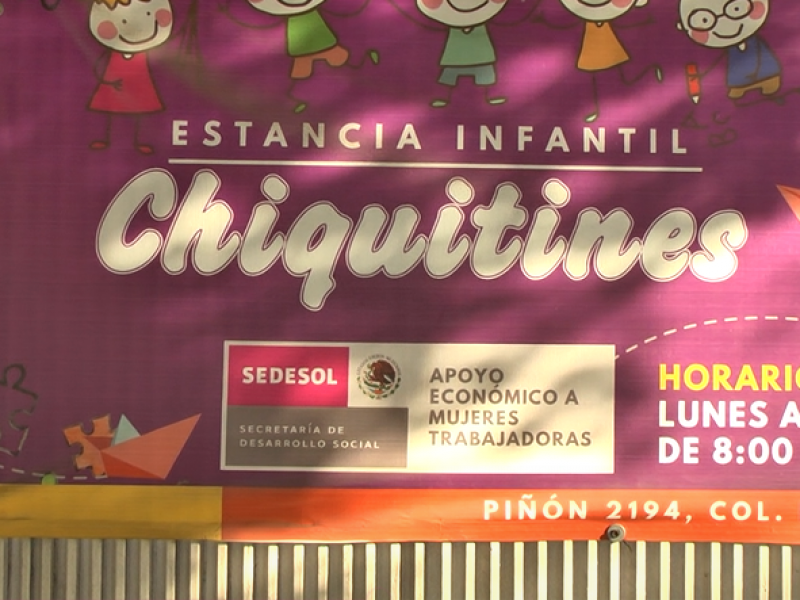 ESTANCIA INFANTIL
Chiquitines
SEDESOL
SECRETARÍA DE
DESARROLLO SOCIAL
APOYO
ECONÓMICO A
MUJERES
TRABAJADORAS
HORARIO
LUNES A
DE 8:00
PIÑÓN 2194, COL.